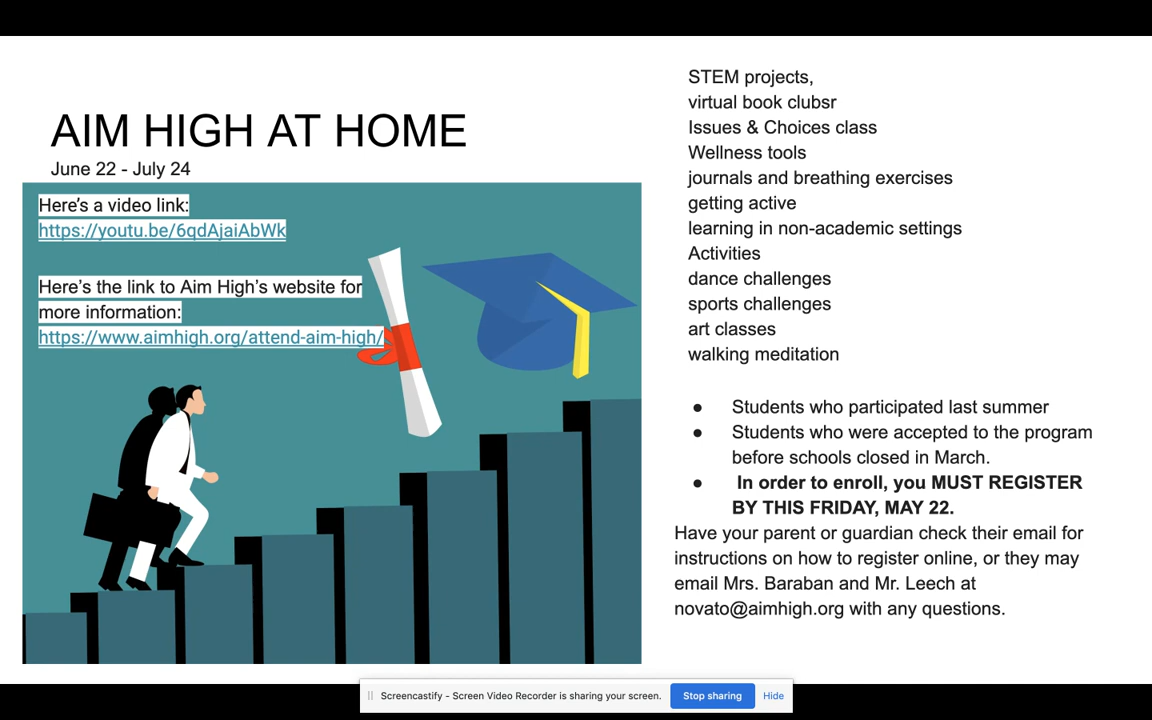 AIM HIGH AT HOME
June 22 - July 24
Here's a video link:
https://youtu.be/6qdAjaiAbWk
Here's the link to Aim High's website for
more information:
https://www.aimhigh.org/attend-aim-high/
STEM projects,
virtual book clubsr
Issues & Choices class
Wellness tools
journals and breathing exercises
getting active
learning in non-academic settings
Activities
dance challenges
sports challenges
art classes
walking meditation
● Students who participated last summer
● Students who were accepted to the program
before schools closed in March.
● In order to enroll, you MUST REGISTER
BY THIS FRIDAY, MAY 22.
Have your parent or guardian check their email for
instructions on how to register online, or they may
email Mrs. Baraban and Mr. Leech at
novato@aimhigh.org with any questions.
Screencastify - Screen Video Recorder is sharing your screen.
Stop sharing
Hide